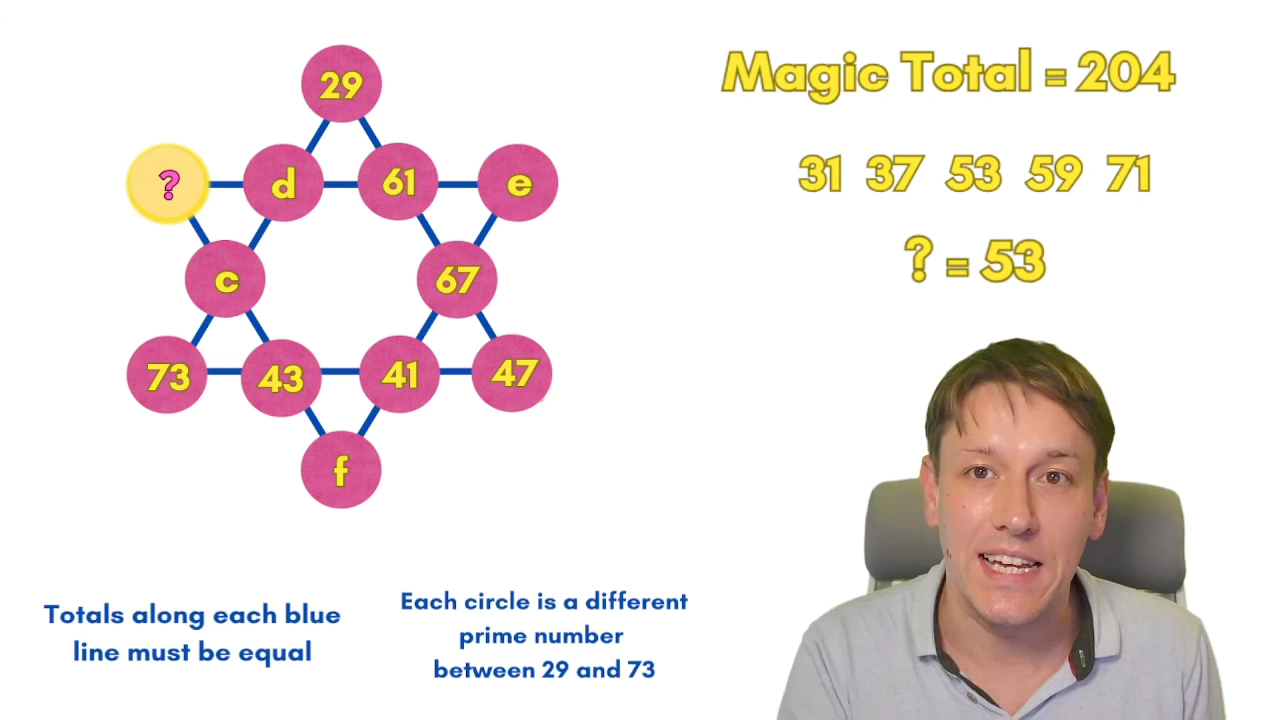 29
Magic Total = 204
? d 61 e
31 37 53 59 71
c 67
? = 53
73 43 41 47
f
Totals along each blue
line must be equal
Each circle is a different
prime number
between 29 and 73